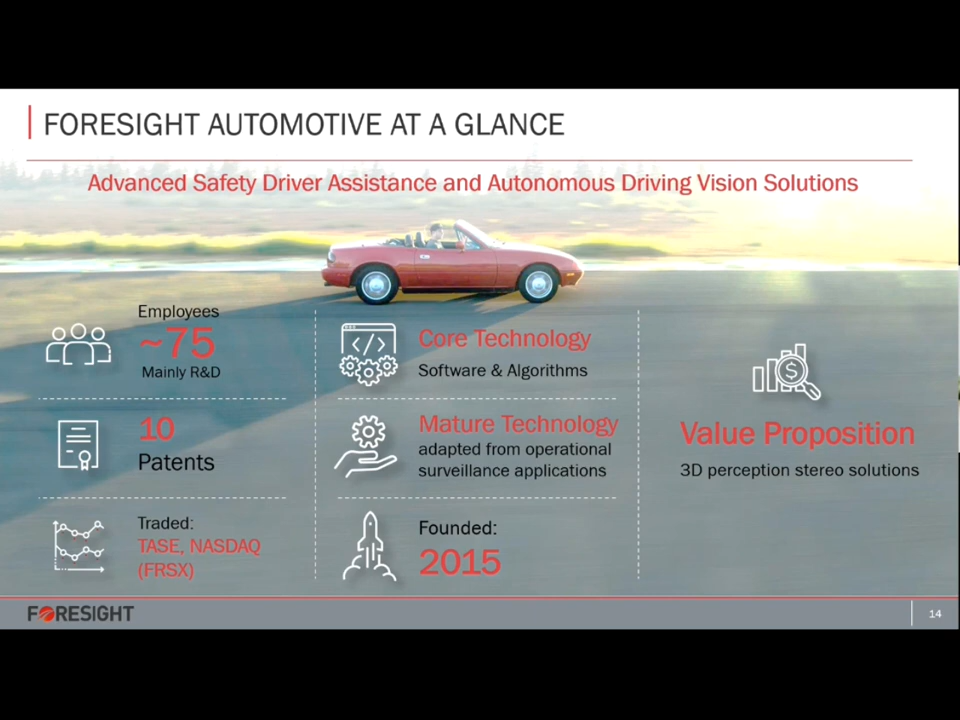 FORESIGHT AUTOMOTIVE AT A GLANCE
Advanced Safety Driver Assistance and Autonomous Driving Vision Solutions
Employees
~75
Mainly R&D
10
Patents
Traded:
TASE, NASDAQ
(FRSX)
Core Technology
Software & Algorithms
Mature Technology
adapted from operational
surveillance applications
Founded:
2015
Value Proposition
3D perception stereo solutions
FORESIGHT
14